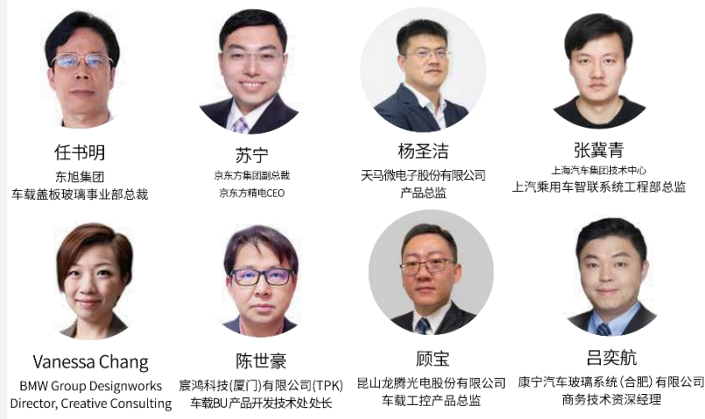 任书明
东旭集团
车载盖板玻璃事业部总裁
苏宁
京东方集团副总裁
京东方精电CEO
杨圣洁
天马微电子股份有限公司
产品总监
张冀青
上海汽车集团技术中心
上汽乘用车智联系统工程部总监
Vanessa Chang
BMW Group Designworks
Director, Creative Consulting
陈世豪
宸鸿科技(厦门)有限公司(TPK)
车载BU产品开发技术处处长
顾宝
昆山龙腾光电股份有限公司
车载工控产品总监
吕奕航
康宁汽车玻璃系统(合肥)有限公司
商务技术资深经理